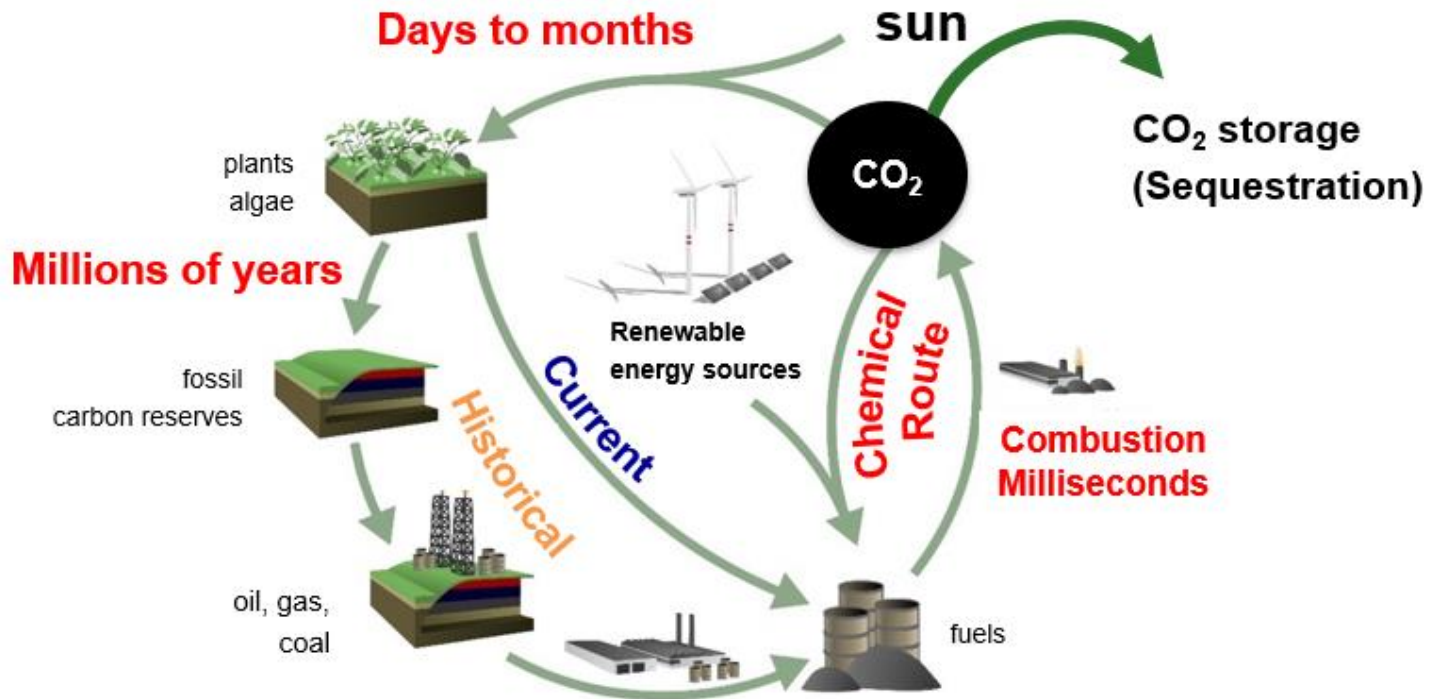 Days to months
sun
CO₂ storage
(Sequestration)
CO₂
plants
algae
Millions of years
Renewable
energy sources
Chemical
Route
fossil
carbon reserves
Historical
Current
Combustion
Milliseconds
oil, gas,
coal
fuels